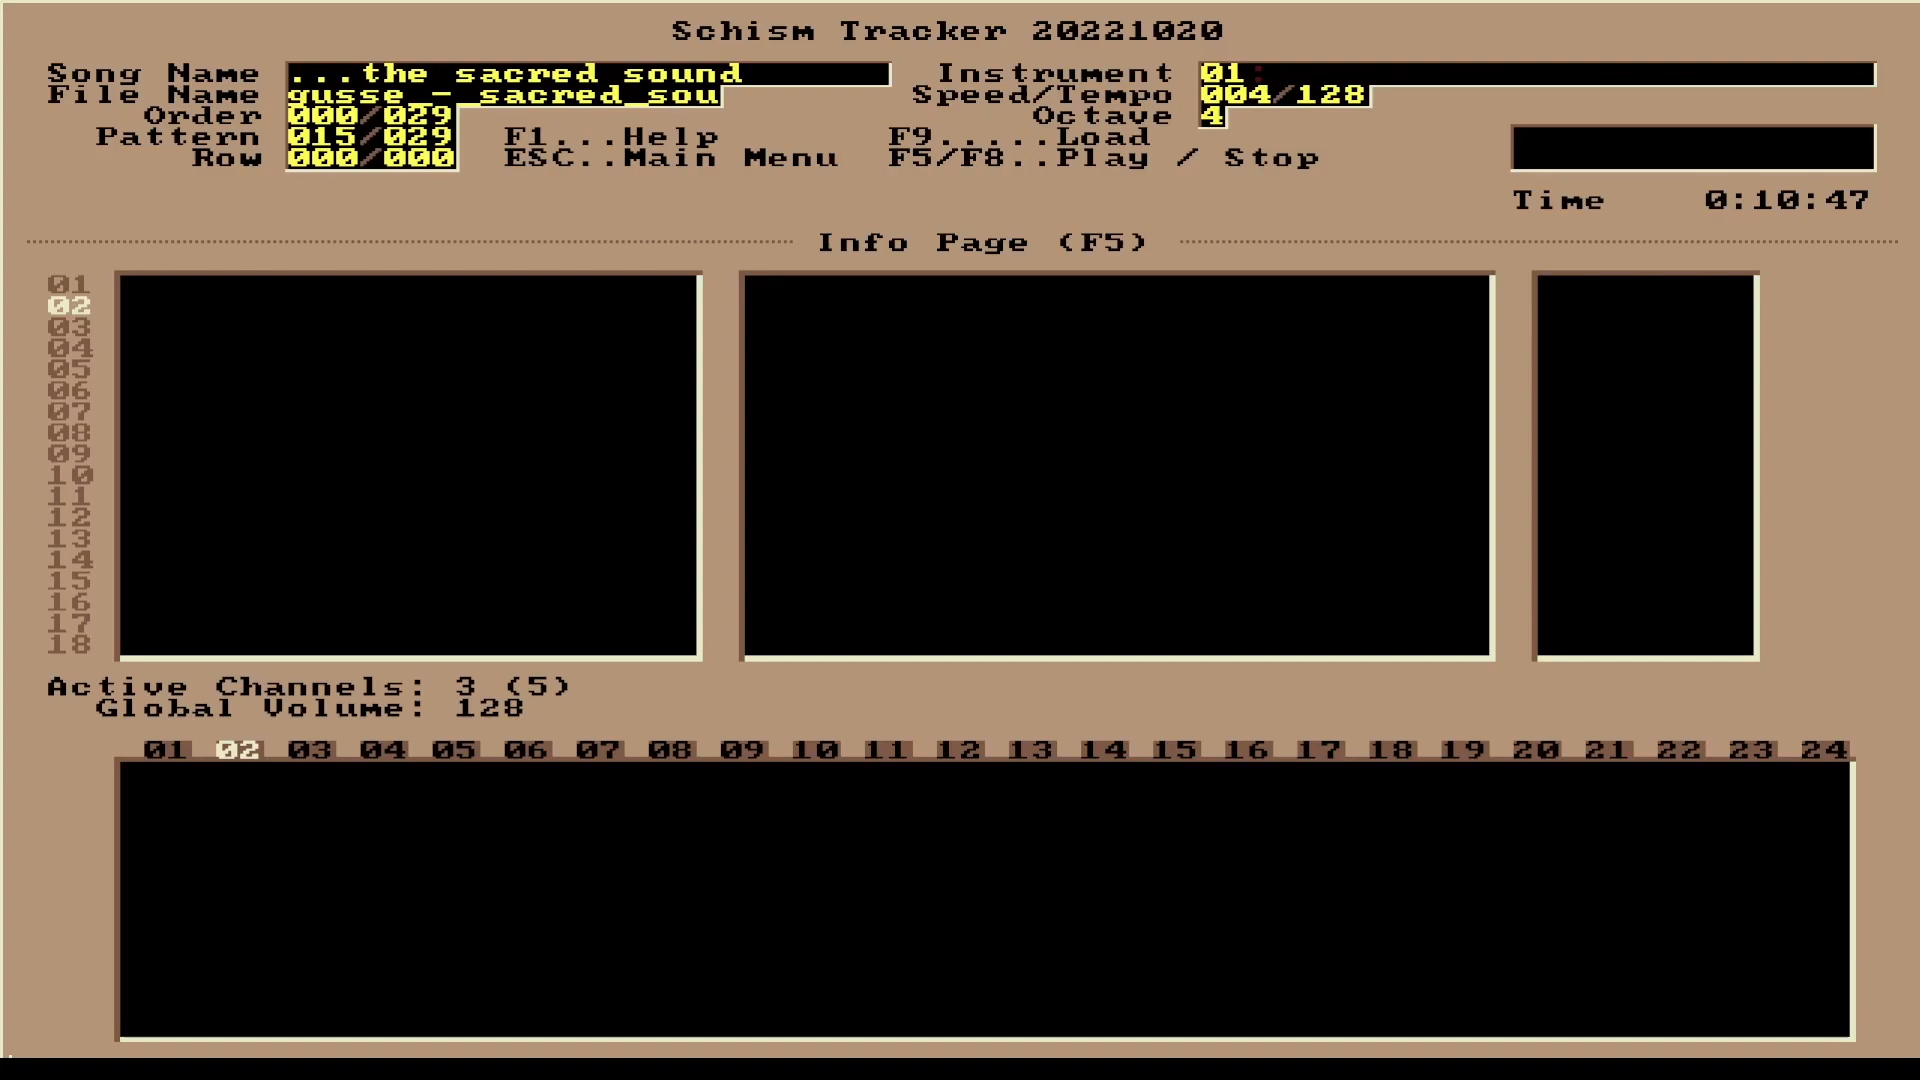 Schism Tracker 20221020
Song Name ...the sacred sound Instrument 01:
File Name gusse_-_sacred_sou Speed/Tempo 004/128
Order 000/029 Octave 4
Pattern 015/029 F1...Help F9.....Load
Row 000/000 ESC..Main Menu F5/F8..Play / Stop
Time 0:10:47
Info Page (F5)
01
02
03
04
05
06
07
08
09
10
11
12
13
14
15
16
17
18
Active Channels: 3 (5)
Global Volume: 128
01 02 03 04 05 06 07 08 09 10 11 12 13 14 15 16 17 18 19 20 21 22 23 24